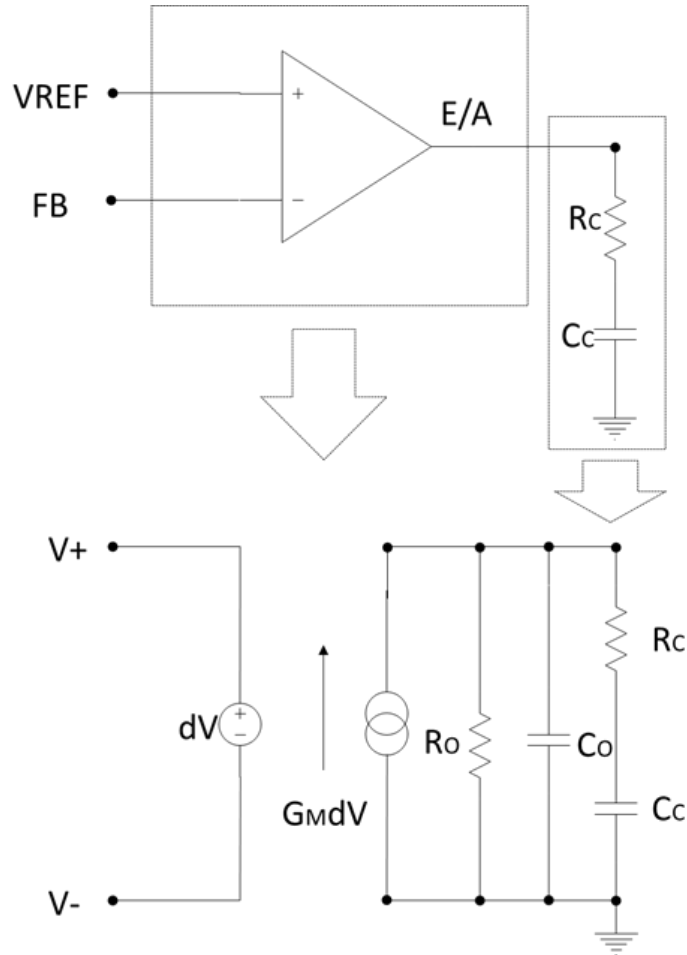 VREF
+
E/A
FB
−
RC
CC
V+
RC
dV
+
−
RO
CO
GMdV
CC
V-